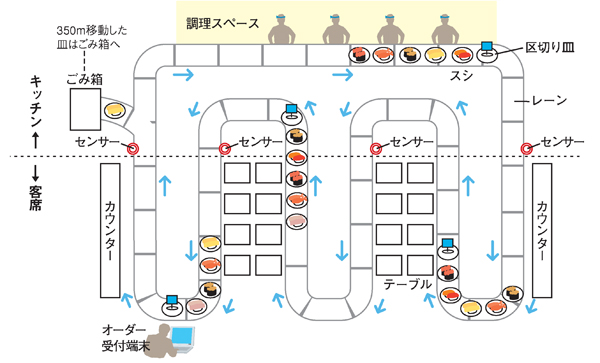 調理スペース
350m移動した
皿はごみ箱へ
ごみ箱
区切り皿
スシ
レーン
キッチン
センサー
センサー
センサー
センサー
客席
カウンター
カウンター
テーブル
オーダー
受付端末